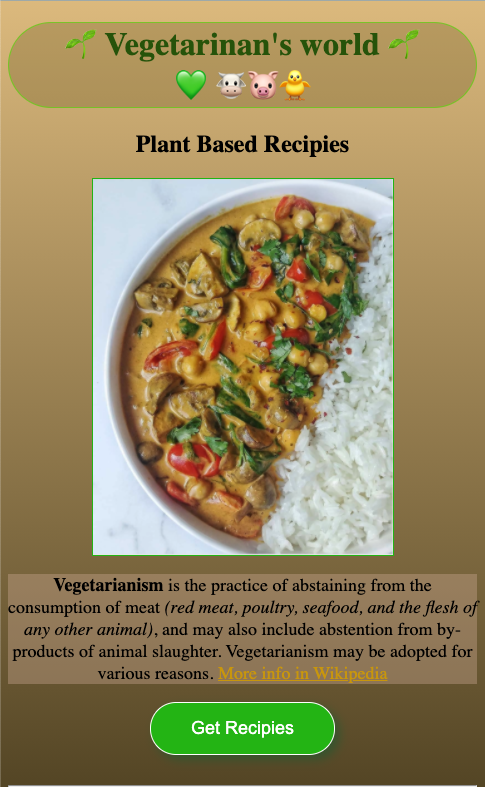 🌱 Vegetarinan's world 🌱
💚 🐮🐷🐥
Plant Based Recipies
Vegetarianism is the practice of abstaining from the
consumption of meat (red meat, poultry, seafood, and the flesh of
any other animal), and may also include abstention from by-
products of animal slaughter. Vegetarianism may be adopted for
various reasons. More info in Wikipedia
Get Recipies